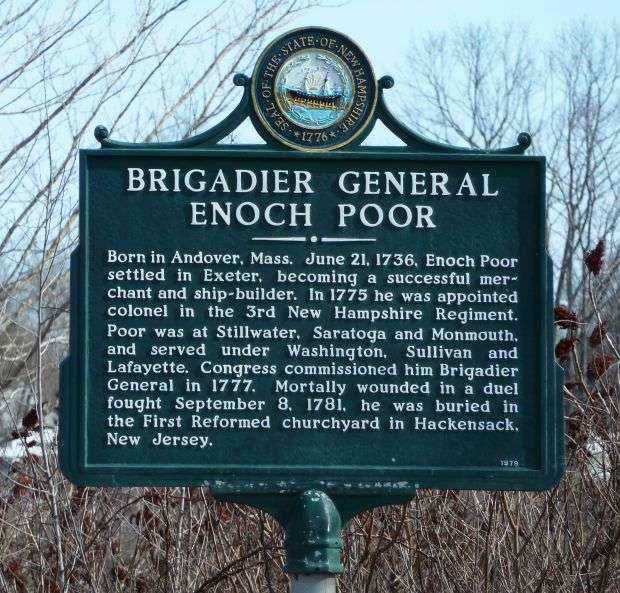 SEAL·OF·THE·STATE·OF·NEW HAMPSHIRE
*1776*
BRIGADIER GENERAL
ENOCH POOR
Born in Andover, Mass. June 21, 1736, Enoch Poor
settled in Exeter, becoming a successful mer-
chant and ship-builder. In 1775 he was appointed
colonel in the 3rd New Hampshire Regiment.
Poor was at Stillwater, Saratoga and Monmouth,
and served under Washington, Sullivan and
Lafayette. Congress commissioned him Brigadier
General in 1777. Mortally wounded in a duel
fought September 8, 1781, he was buried in
the First Reformed churchyard in Hackensack,
New Jersey.
1979